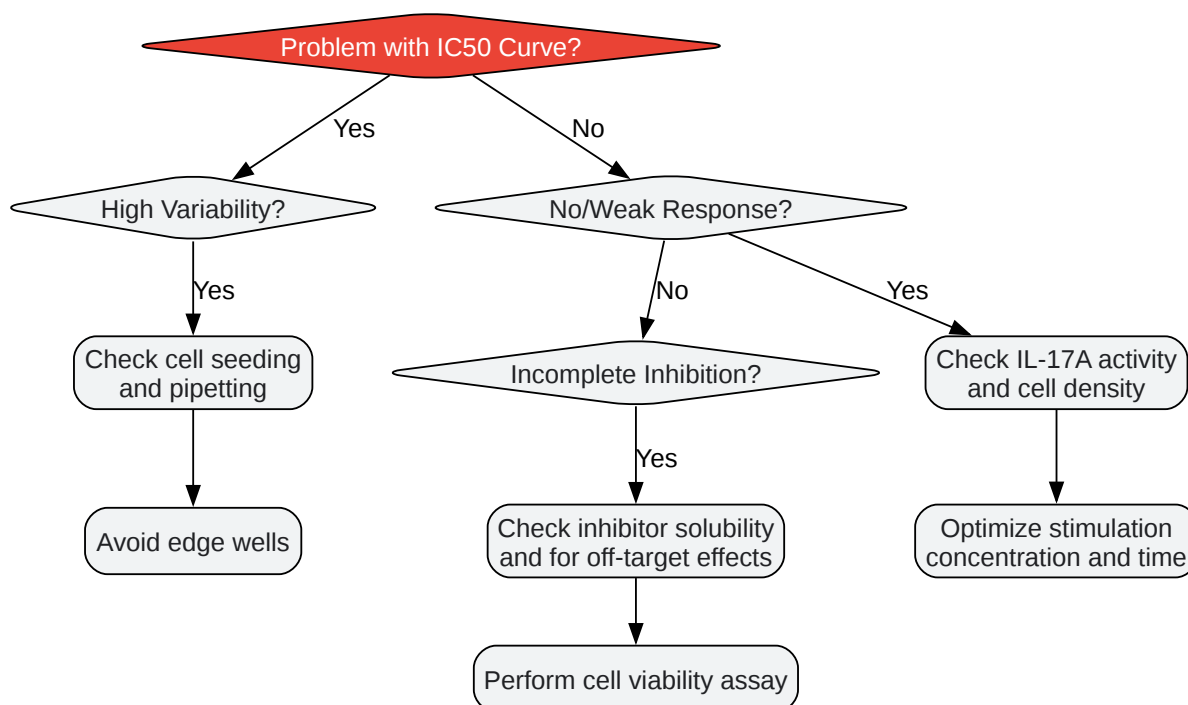 Problem with IC50 Curve?
Yes
No
High Variability?
No/Weak Response?
Yes
No
Yes
Check cell seeding
and pipetting
Incomplete Inhibition?
Check IL-17A activity
and cell density
Yes
Avoid edge wells
Check inhibitor solubility
and for off-target effects
Optimize stimulation
concentration and time
Perform cell viability assay